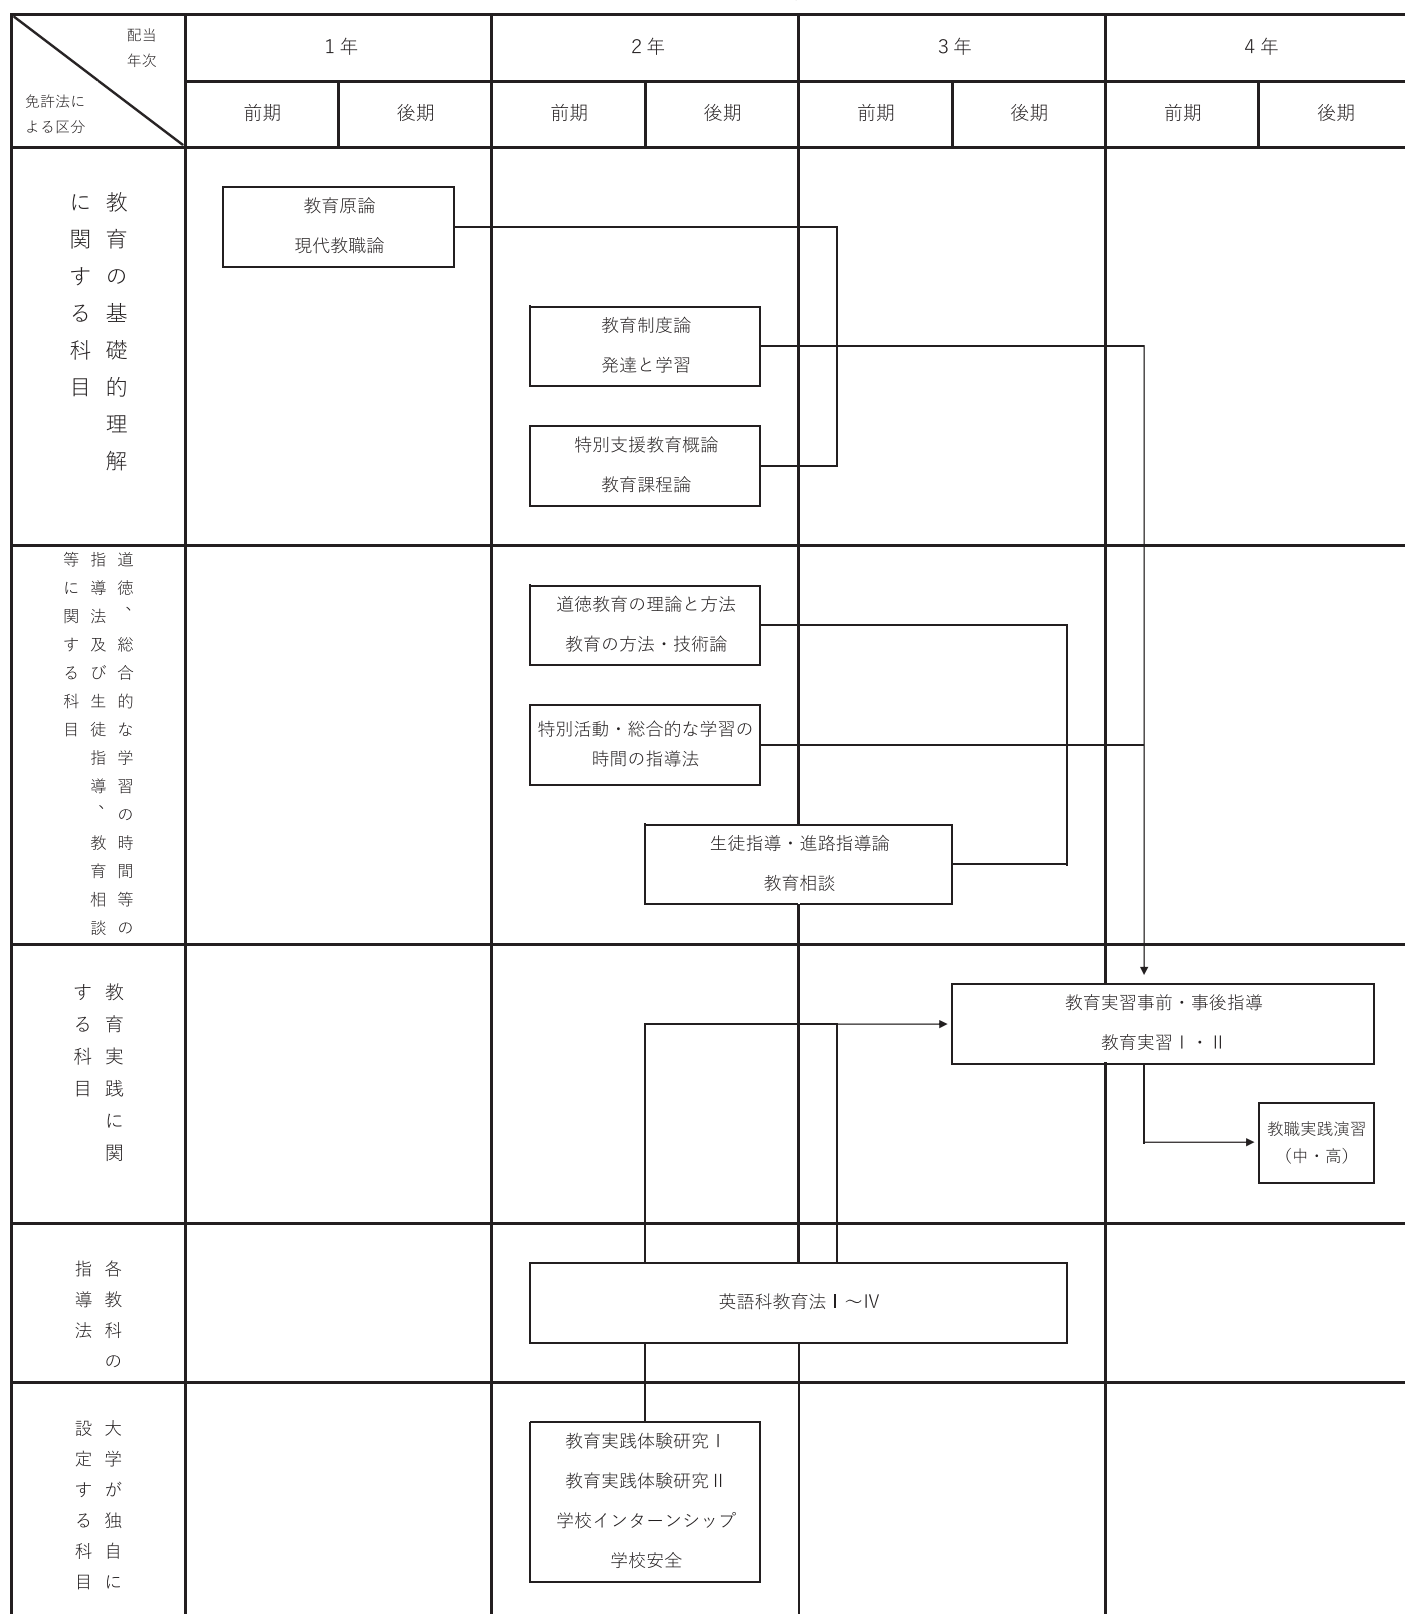 配当
年次
免許法に
よる区分
1年
2年
3年
4年
前期
後期
前期
後期
前期
後期
前期
後期
教育の基礎的理解
に関する科目
教育原論
現代教職論
教育制度論
発達と学習
特別支援教育概論
教育課程論
道徳、総合的な学習の時間等の
指導法及び生徒指導、教育相談
等に関する科目
道徳教育の理論と方法
教育の方法・技術論
特別活動・総合的な学習の
時間の指導法
生徒指導・進路指導論
教育相談
教育実践に関
する科目
教育実習事前・事後指導
教育実習Ⅰ・Ⅱ
教職実践演習
（中・高）
各教科の
指導法
英語科教育法Ⅰ～Ⅳ
大学が独自に
設定する科目
教育実践体験研究Ⅰ
教育実践体験研究Ⅱ
学校インターンシップ
学校安全